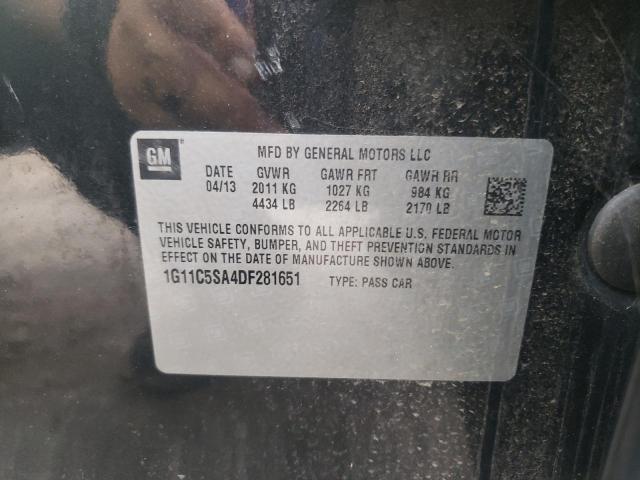 GM MFD BY GENERAL MOTORS LLC
DATE GVWR GAWR FRT GAWR RR
04/13 2011 KG 1027 KG 984 KG
4434 LB 2264 LB 2170 LB
THIS VEHICLE CONFORMS TO ALL APPLICABLE U.S. FEDERAL MOTOR
VEHICLE SAFETY, BUMPER, AND THEFT PREVENTION STANDARDS IN
EFFECT ON THE DATE OF MANUFACTURE SHOWN ABOVE.
1G11C5SA4DF281651 TYPE: PASS CAR